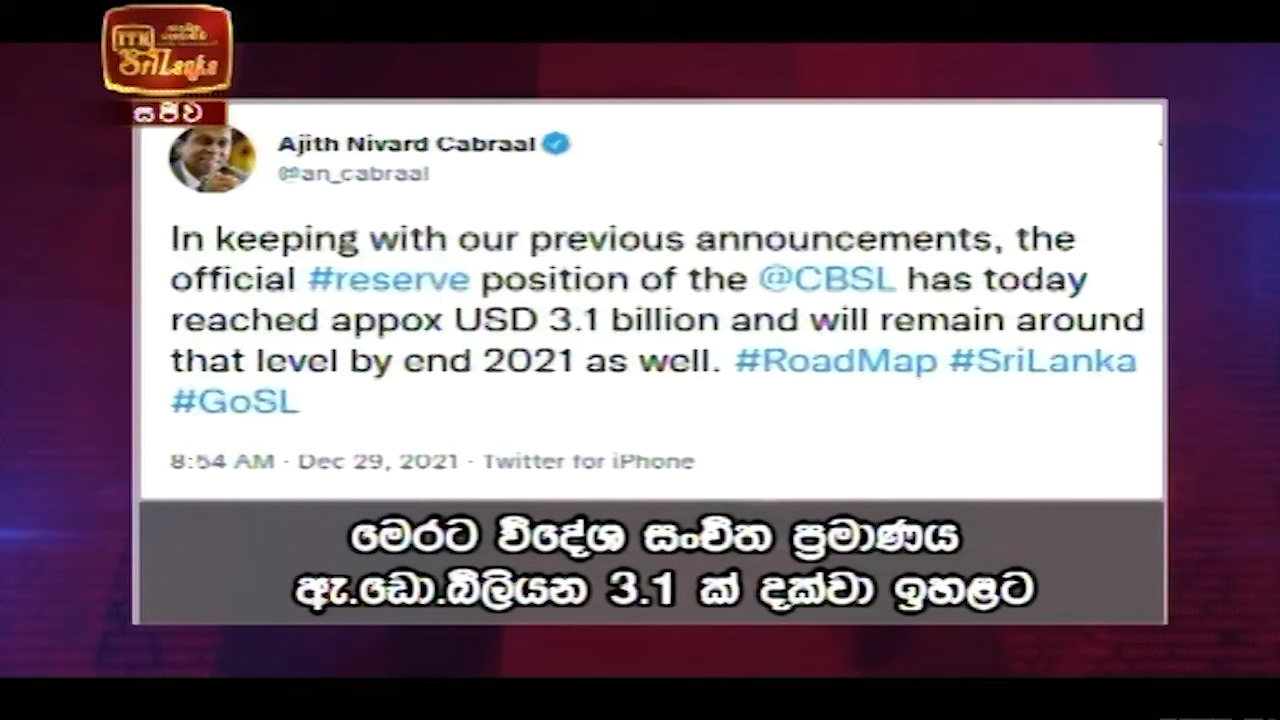 ITN
Sri Lanka
සජීව
Ajith Nivard Cabraal
@an_cabraal
In keeping with our previous announcements, the
official #reserve position of the @CBSL has today
reached appox USD 3.1 billion and will remain around
that level by end 2021 as well. #RoadMap #SriLanka
#GoSL
8:54 AM · Dec 29, 2021 · Twitter for iPhone
මෙරට විදේශ සංචිත ප්‍රමාණය
ඇ.ඩො.බිලියන 3.1 ක් දක්වා ඉහළට